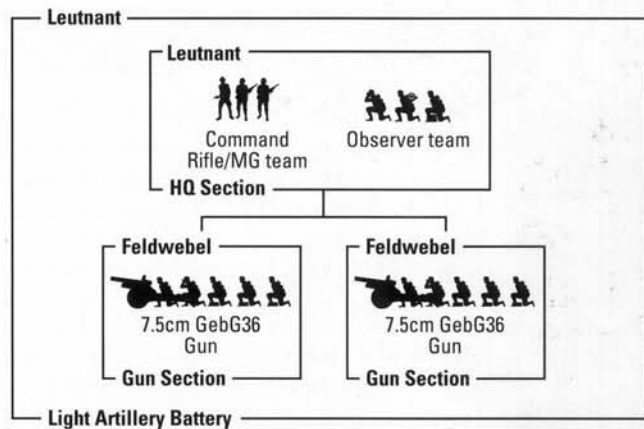 Leutnant
Leutnant
Command
Rifle/MG team
Observer team
HQ Section
Feldwebel
7.5cm GebG36
Gun
Gun Section
Feldwebel
7.5cm GebG36
Gun
Gun Section
Light Artillery Battery